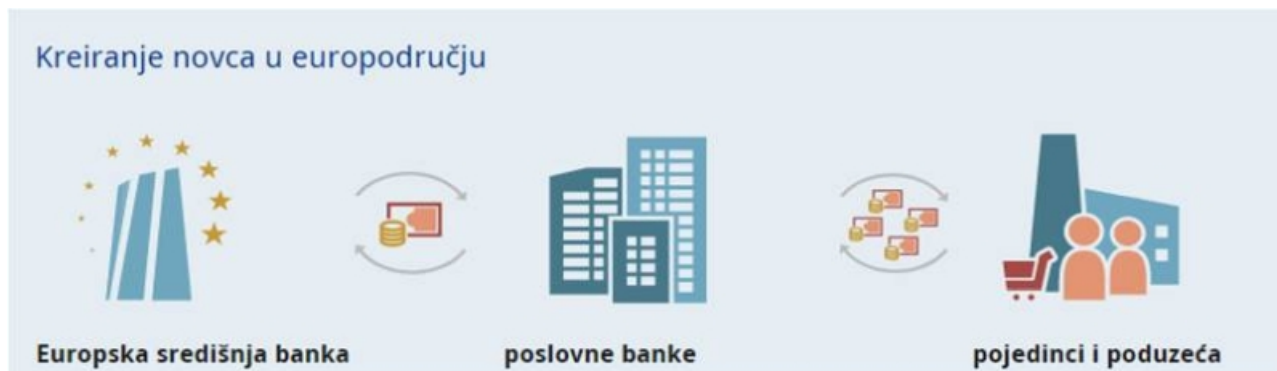 Kreiranje novca u europodručju
Europska središnja banka
poslovne banke
pojedinci i poduzeća